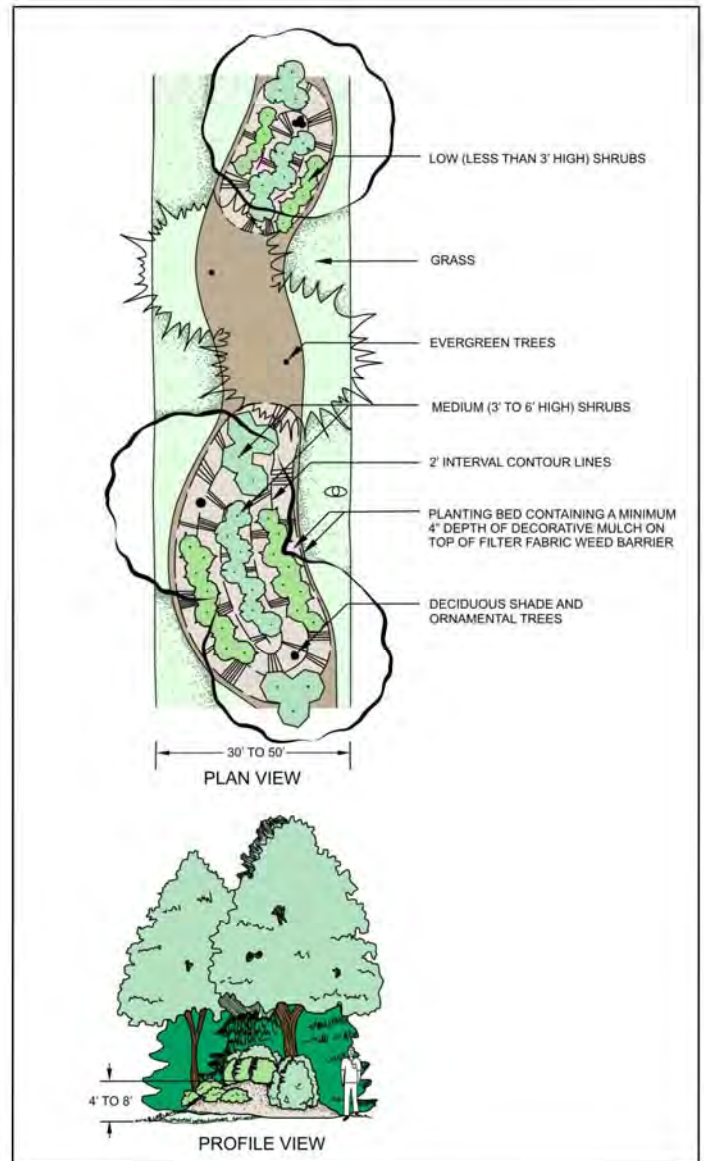 LOW (LESS THAN 3' HIGH) SHRUBS
GRASS
EVERGREEN TREES
MEDIUM (3' TO 6' HIGH) SHRUBS
2' INTERVAL CONTOUR LINES
PLANTING BED CONTAINING A MINIMUM
4" DEPTH OF DECORATIVE MULCH ON
TOP OF FILTER FABRIC WEED BARRIER
DECIDUOUS SHADE AND
ORNAMENTAL TREES
30' TO 50'
PLAN VIEW
4' TO 8'
PROFILE VIEW